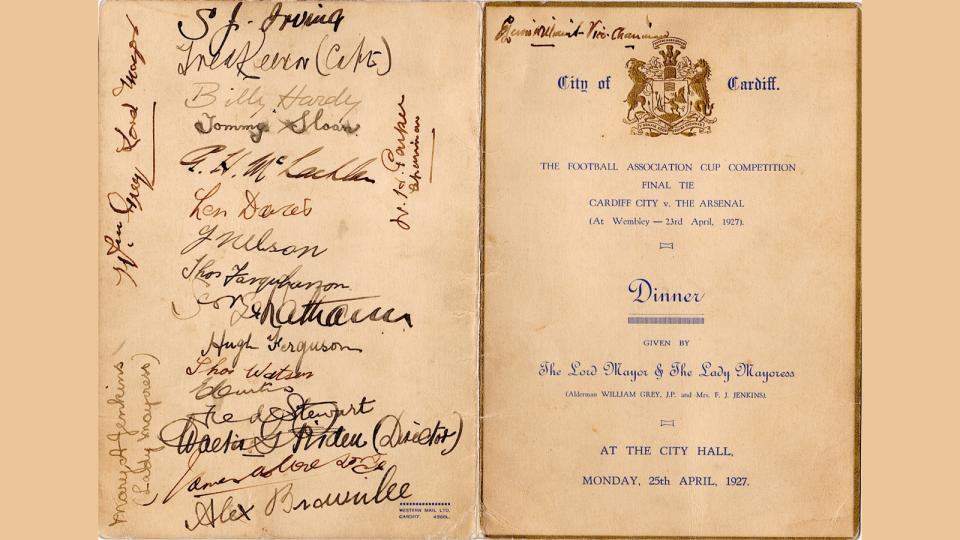 S. J. Irving
Fred Keenor (Capt)
Billy Hardy
Tommy Sloan
G. H. McLachlan
Len Davies
J Nelson
Thos Farquharson
Hugh Ferguson
Thos Watson
E Curtis
Fred Stewart
Walter Riden (Director)
Alex Brownlee
Wm Grey Lord Mayor
W. H. Parker
Chairman
Mary A Jenkins
(Lady Mayoress)
WESTERN MAIL LTD.
CARDIFF.
Vice-Chairman
City of Cardiff.
THE FOOTBALL ASSOCIATION CUP COMPETITION
FINAL TIE
CARDIFF CITY v. THE ARSENAL
(At Wembley — 23rd April, 1927).
Dinner
GIVEN BY
The Lord Mayor & The Lady Mayoress
(Alderman WILLIAM GREY, J.P. and Mrs. F. J. JENKINS).
AT THE CITY HALL,
MONDAY, 25th APRIL, 1927.